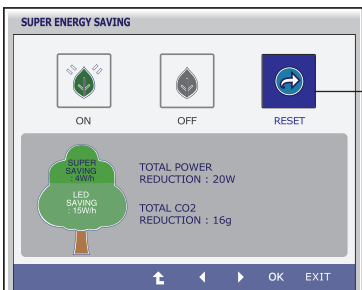 SUPER ENERGY SAVING
ON
OFF
RESET
SUPER
SAVING
: 4W/h
LED
SAVING
: 15W/h
TOTAL POWER
REDUCTION : 20W
TOTAL CO2
REDUCTION : 16g
OK
EXIT